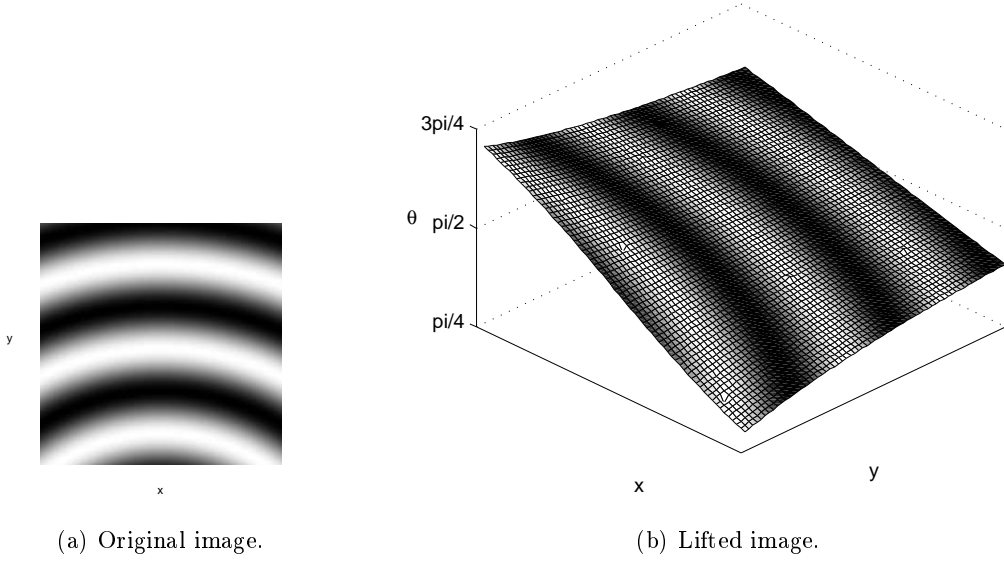 y
x
(a) Original image.
3pi/4
θ
pi/2
pi/4
x
y
(b) Lifted image.